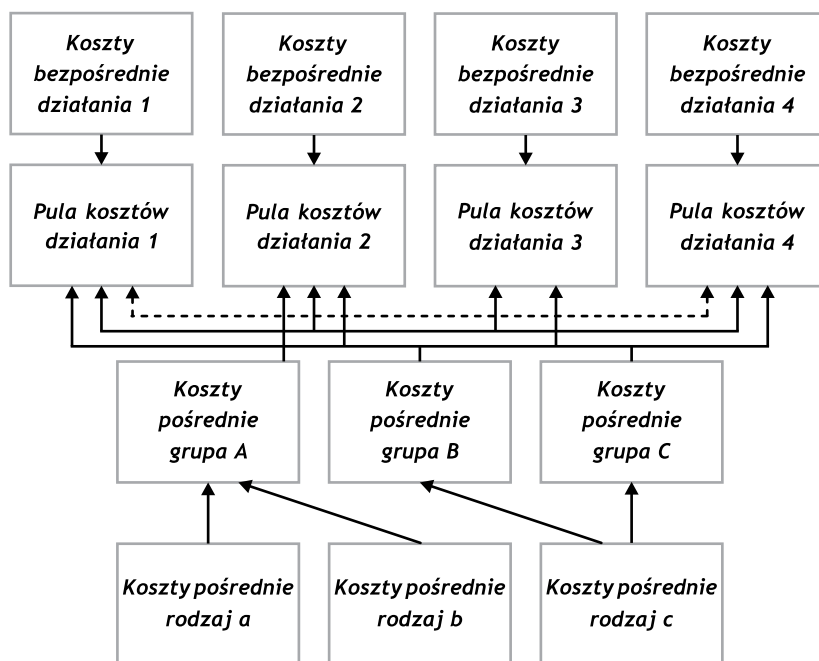 Koszty
bezpośrednie
działania 1
Koszty
bezpośrednie
działania 2
Koszty
bezpośrednie
działania 3
Koszty
bezpośrednie
działania 4
Pula kosztów
działania 1
Pula kosztów
działania 2
Pula kosztów
działania 3
Pula kosztów
działania 4
Koszty
pośrednie
grupa A
Koszty
pośrednie
grupa B
Koszty
pośrednie
grupa C
Koszty pośrednie
rodzaj a
Koszty pośrednie
rodzaj b
Koszty pośrednie
rodzaj c